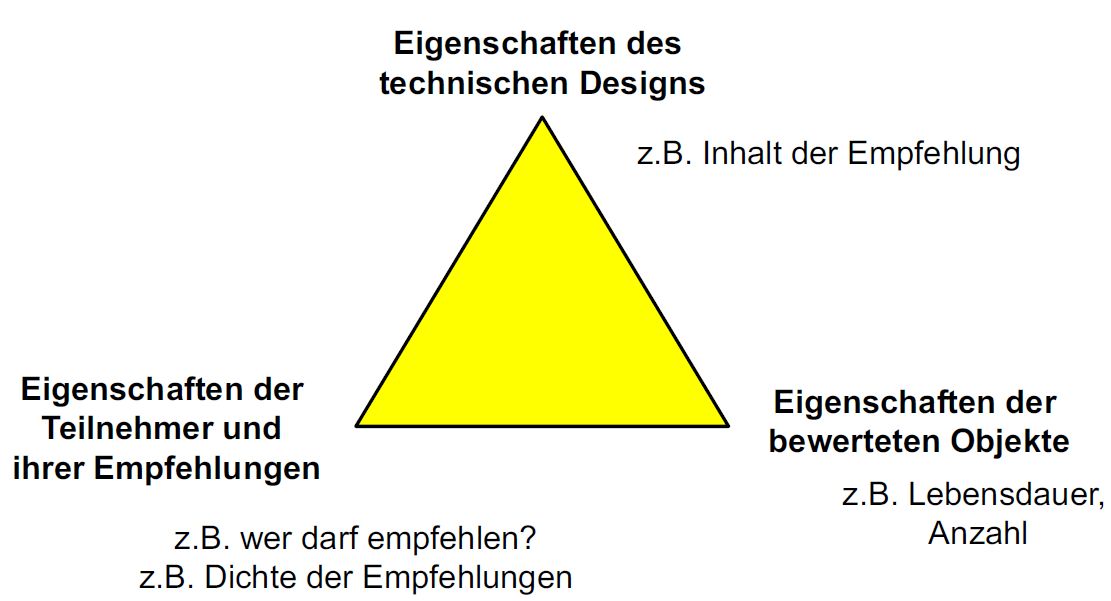 Eigenschaften des
technischen Designs
z.B. Inhalt der Empfehlung
Eigenschaften der
Teilnehmer und
ihrer Empfehlungen
z.B. wer darf empfehlen?
z.B. Dichte der Empfehlungen
Eigenschaften der
bewerteten Objekte
z.B. Lebensdauer,
Anzahl